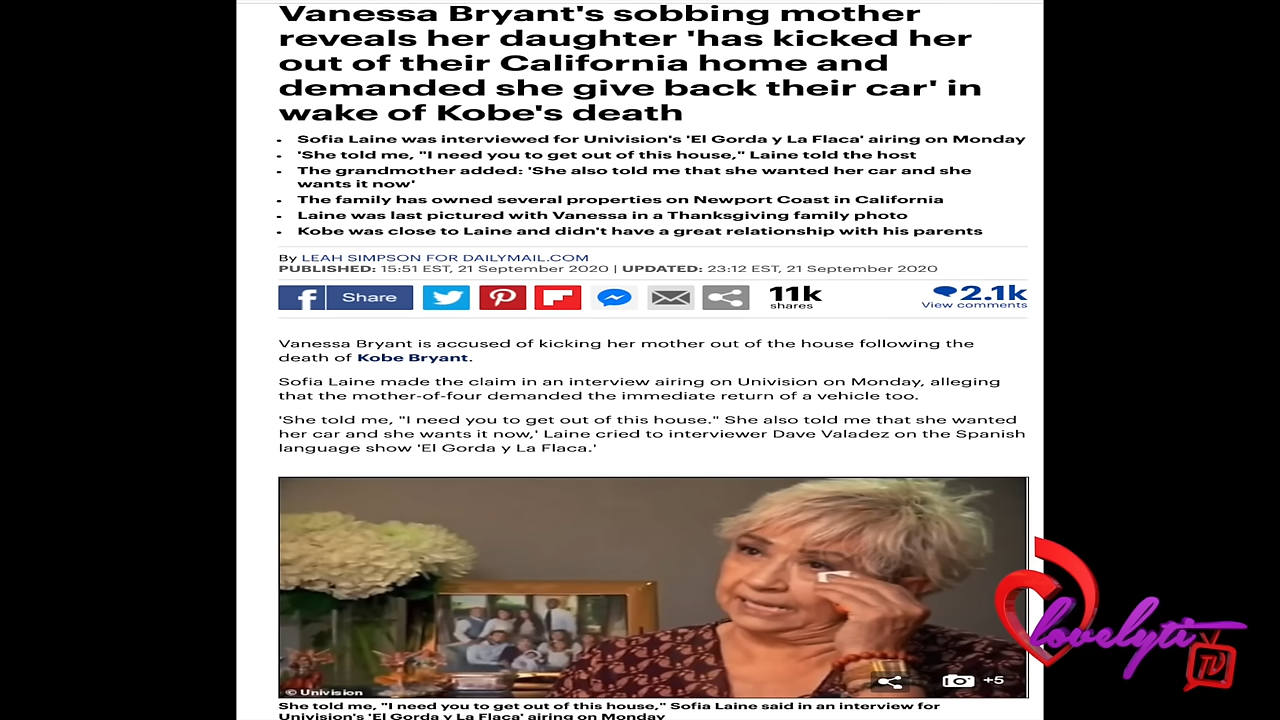 Vanessa Bryant's sobbing mother
reveals her daughter 'has kicked her
out of their California home and
demanded she give back their car' in
wake of Kobe's death
Sofia Laine was interviewed for Univision's 'El Gorda y La Flaca' airing on Monday
'She told me, "I need you to get out of this house," Laine told the host
The grandmother added: 'She also told me that she wanted her car and she
wants it now'
The family has owned several properties on Newport Coast in California
Laine was last pictured with Vanessa in a Thanksgiving family photo
Kobe was close to Laine and didn't have a great relationship with his parents
By LEAH SIMPSON FOR DAILYMAIL.COM
PUBLISHED: 15:51 EST, 21 September 2020 | UPDATED: 23:12 EST, 21 September 2020
f Share 11k 2.1k
shares View comments
Vanessa Bryant is accused of kicking her mother out of the house following the
death of Kobe Bryant.
Sofia Laine made the claim in an interview airing on Univision on Monday, alleging
that the mother-of-four demanded the immediate return of a vehicle too.
'She told me, "I need you to get out of this house." She also told me that she wanted
her car and she wants it now,' Laine cried to interviewer Dave Valadez on the Spanish
language show 'El Gorda y La Flaca.'
© Univision
+5
lovelyti
TV
She told me, "I need you to get out of this house," Sofia Laine said in an interview for
Univision's 'El Gorda y La Flaca' airing on Monday